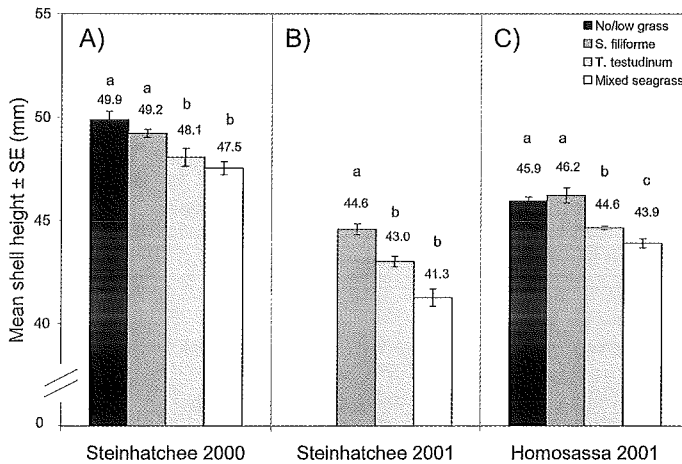 55
50
45
40
0
Mean shell height ± SE (mm)
A)
a
49.9
a
49.2
b
48.1
b
47.5
Steinhatchee 2000
B)
a
44.6
b
43.0
b
41.3
Steinhatchee 2001
C)
No/low grass
S. filiforme
T. testudinum
Mixed seagrass
a
45.9
a
46.2
b
44.6
c
43.9
Homosassa 2001